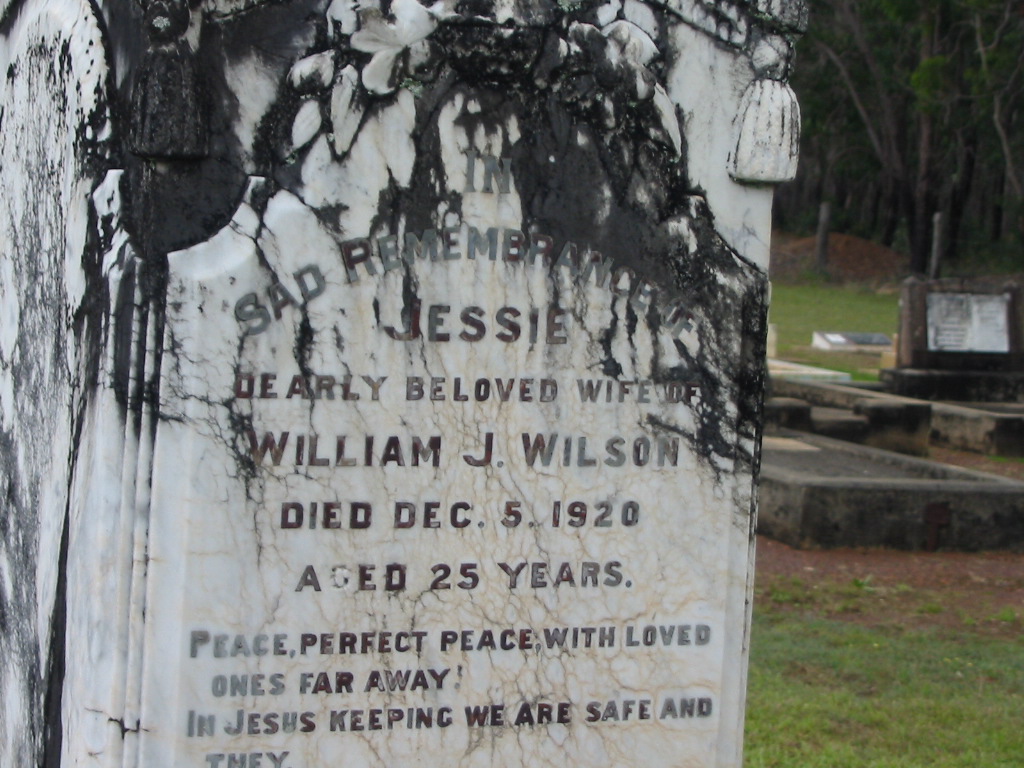 IN
SAD REMEMBRANCE OF
JESSIE
DEARLY BELOVED WIFE OF
WILLIAM J. WILSON
DIED DEC. 5. 1920
AGED 25 YEARS.
PEACE, PERFECT PEACE, WITH LOVED
ONES FAR AWAY!
IN JESUS KEEPING WE ARE SAFE AND
THEY.